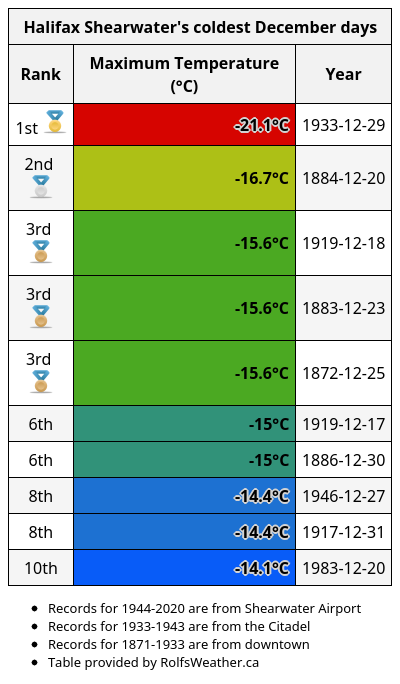 Halifax Shearwater's coldest December days
Rank Maximum Temperature (°C) Year
1st -21.1°C 1933-12-29
2nd -16.7°C 1884-12-20
3rd -15.6°C 1919-12-18
3rd -15.6°C 1883-12-23
3rd -15.6°C 1872-12-25
6th -15°C 1919-12-17
6th -15°C 1886-12-30
8th -14.4°C 1946-12-27
8th -14.4°C 1917-12-31
10th -14.1°C 1983-12-20
• Records for 1944-2020 are from Shearwater Airport
• Records for 1933-1943 are from the Citadel
• Records for 1871-1933 are from downtown
• Table provided by RolfsWeather.ca